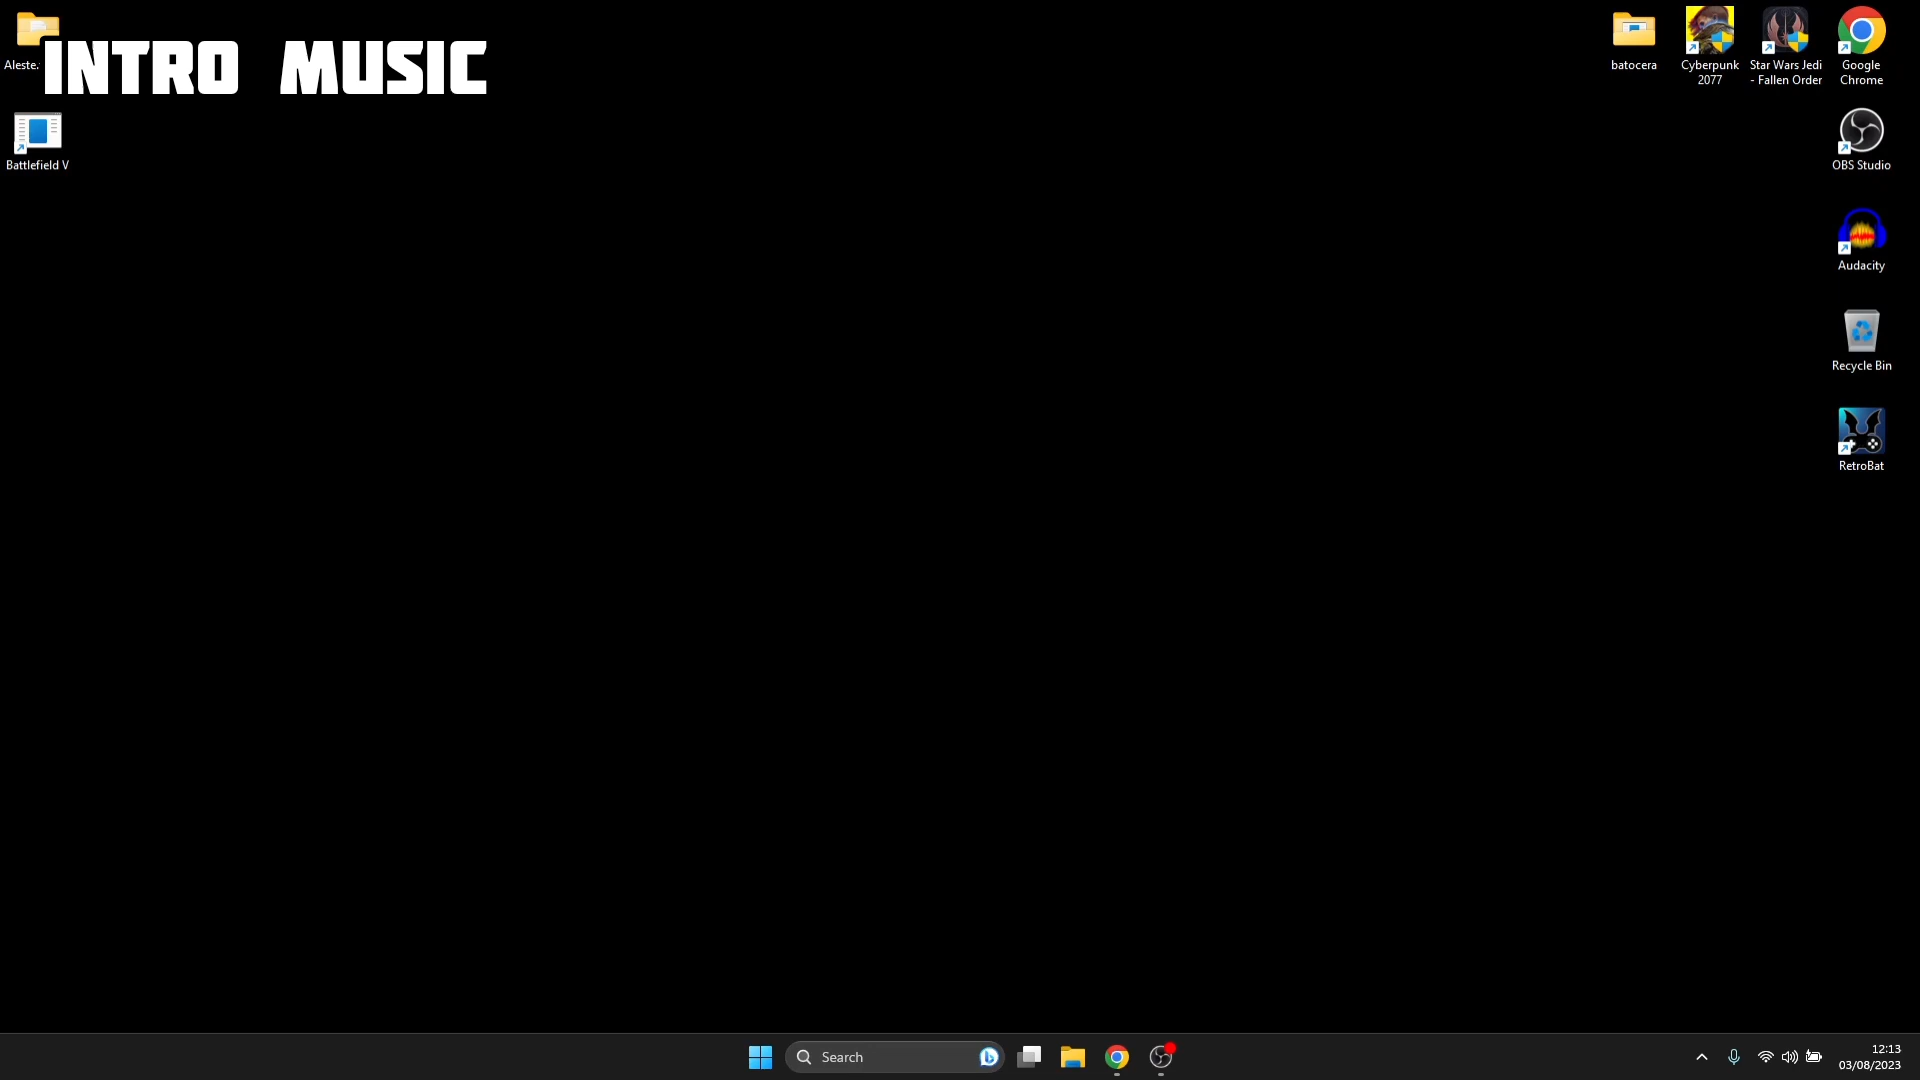 INTRO MUSIC
Aleste.
Battlefield V
batocera
Cyberpunk
2077
Star Wars Jedi
- Fallen Order
Google
Chrome
OBS Studio
Audacity
Recycle Bin
RetroBat
Search
12:13
03/08/2023